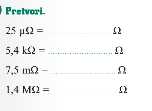 Pretvori.
25 µΩ = ............ Ω
5,4 kΩ = ............ Ω
7,5 mΩ = ............ Ω
1,4 MΩ = ............ Ω